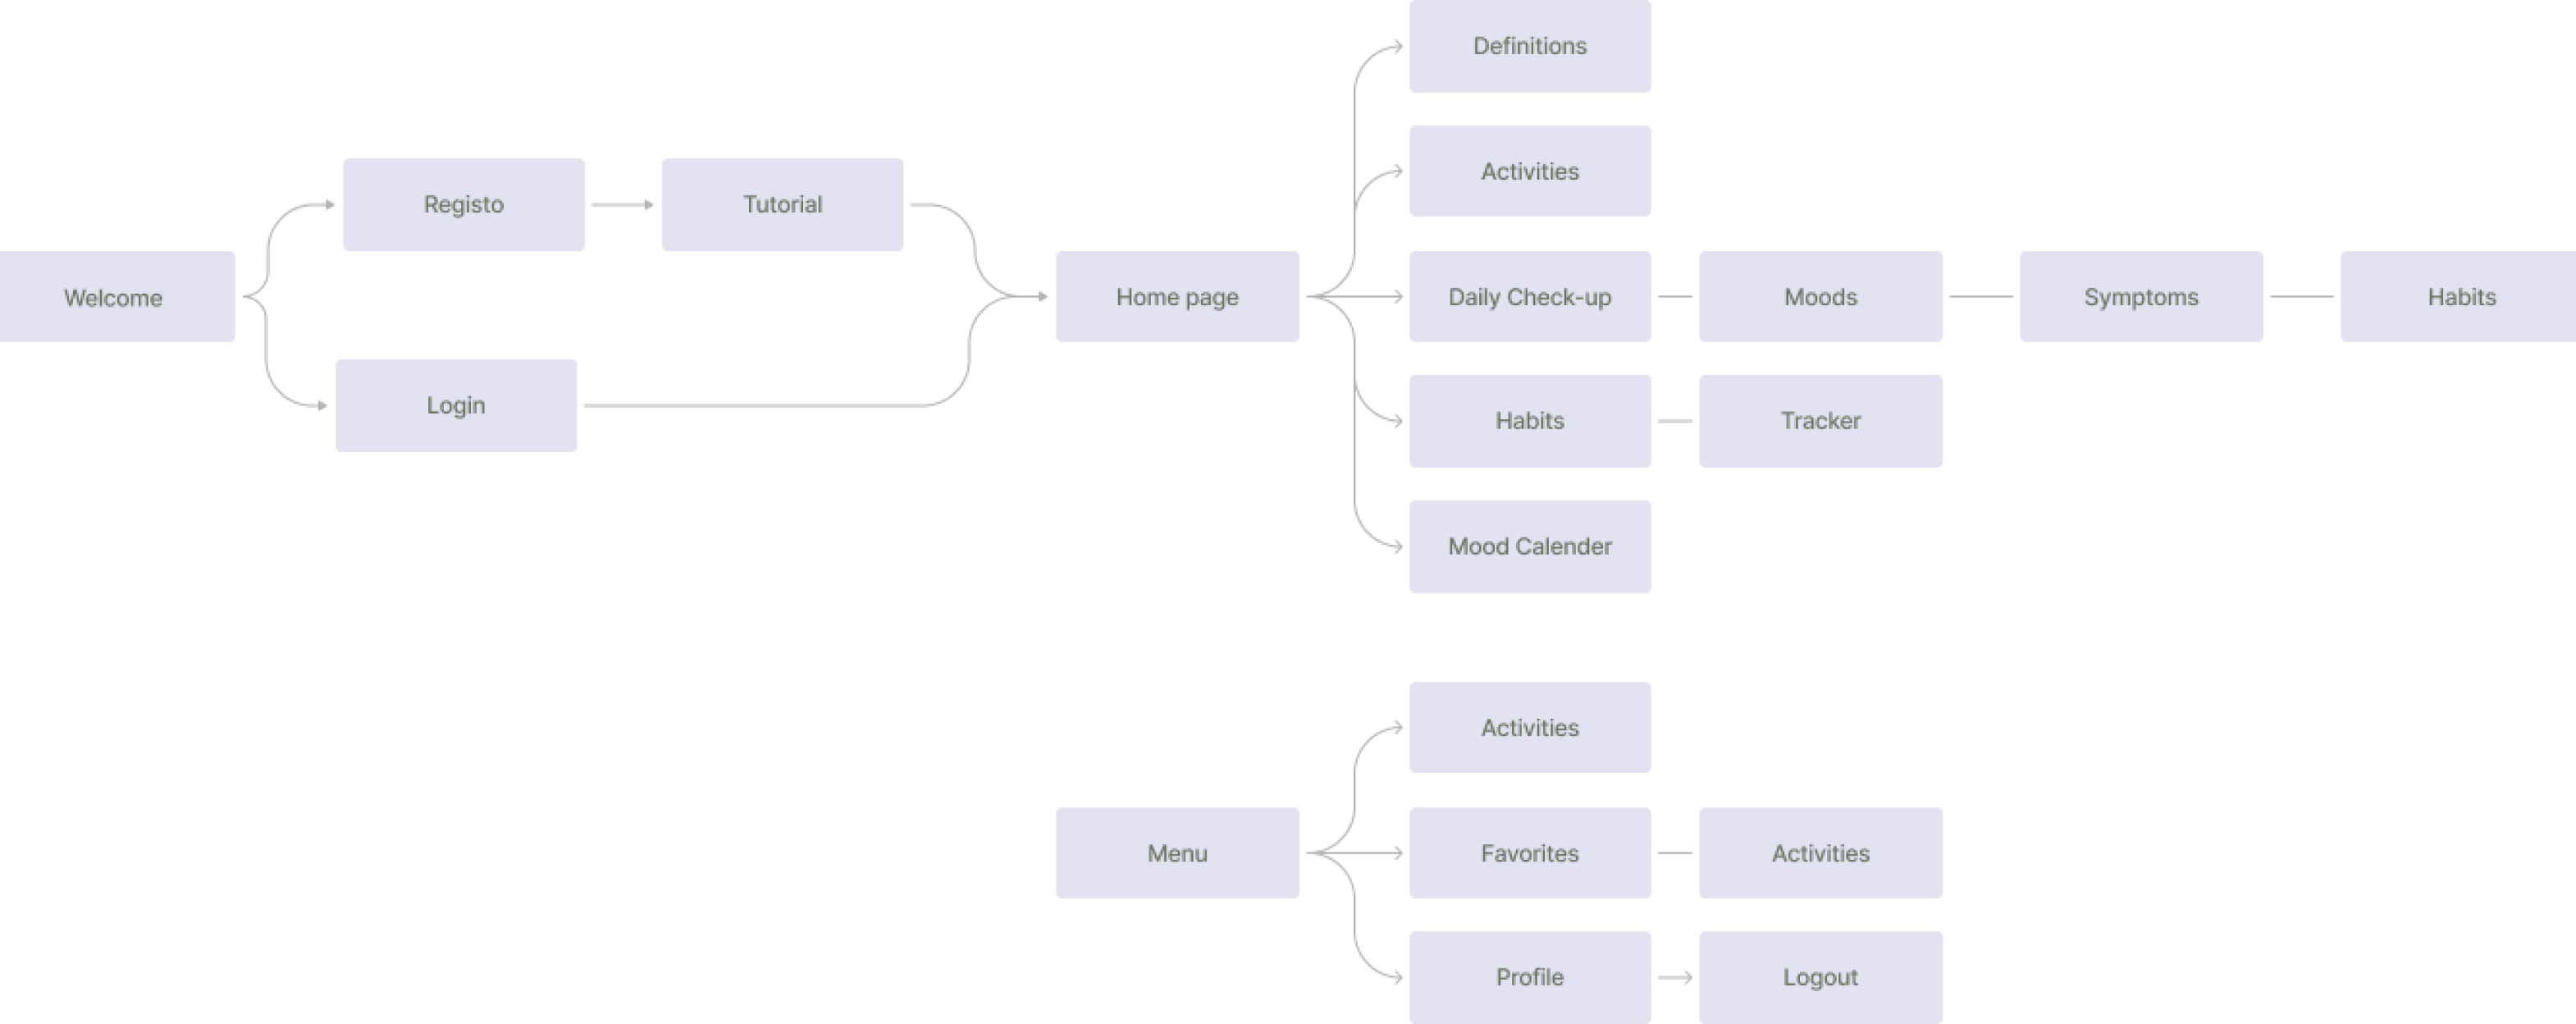 Welcome
Registo
Tutorial
Login
Home page
Definitions
Activities
Daily Check-up
Moods
Symptoms
Habits
Habits
Tracker
Mood Calender
Menu
Activities
Favorites
Activities
Profile
Logout